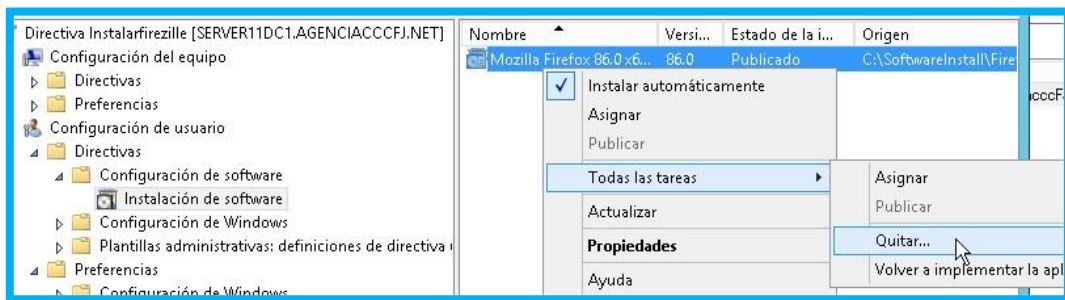 Directiva Instalarfirezille [SERVER11DC1.AGENCIACCCFJ.NET]
Configuración del equipo
Directivas
Preferencias
Configuración de usuario
Directivas
Configuración de software
Instalación de software
Configuración de Windows
Plantillas administrativas: definiciones de directiva
Preferencias
Configuración de Windows
Nombre Versi... Estado de la i... Origen
Mozilla Firefox 86.0 x6... 86.0 Publicado C:\SoftwareInstall\Fire
Instalar automáticamente
Asignar
Publicar
Todas las tareas
Actualizar
Propiedades
Ayuda
Asignar
Publicar
Quitar...
Volver a implementar la apl